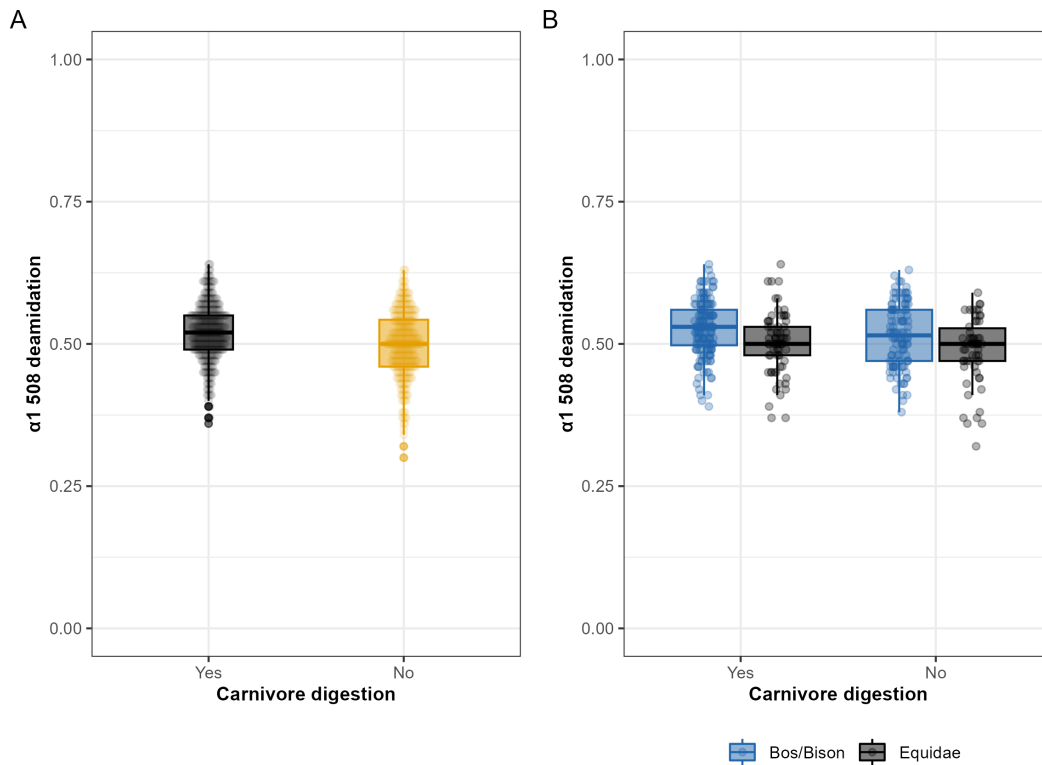 A
α1 508 deamidation
1.00
0.75
0.50
0.25
0.00
Yes
No
Carnivore digestion
B
α1 508 deamidation
1.00
0.75
0.50
0.25
0.00
Yes
No
Carnivore digestion
Bos/Bison
Equidae